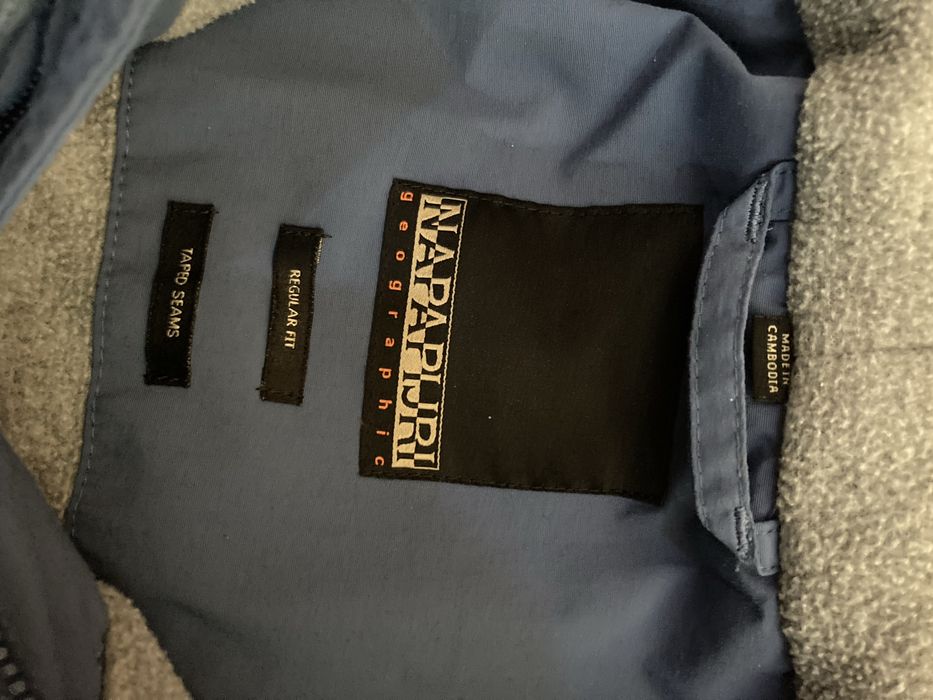 MADE IN
CAMBODIA
NAPAPIJRI
geographic
REGULAR FIT
TAPED SEAMS